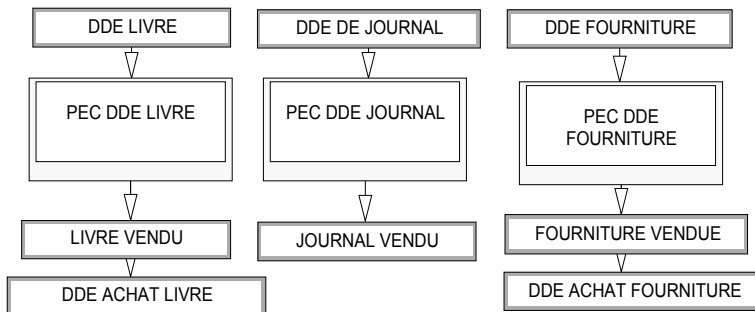 DDE LIVRE
DDE DE JOURNAL
DDE FOURNITURE
PEC DDE LIVRE
PEC DDE JOURNAL
PEC DDE
FOURNITURE
LIVRE VENDU
JOURNAL VENDU
FOURNITURE VENDUE
DDE ACHAT LIVRE
DDE ACHAT FOURNITURE